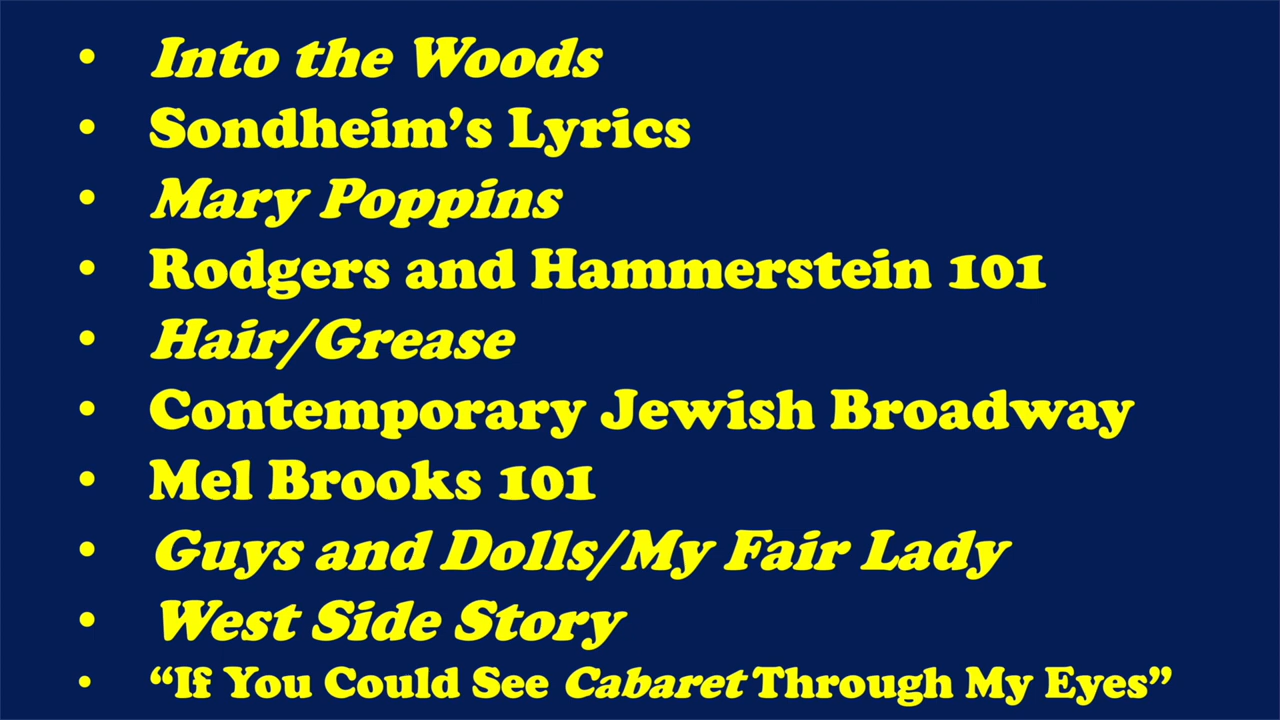 • Into the Woods
• Sondheim’s Lyrics
• Mary Poppins
• Rodgers and Hammerstein 101
• Hair/Grease
• Contemporary Jewish Broadway
• Mel Brooks 101
• Guys and Dolls/My Fair Lady
• West Side Story
• “If You Could See Cabaret Through My Eyes”